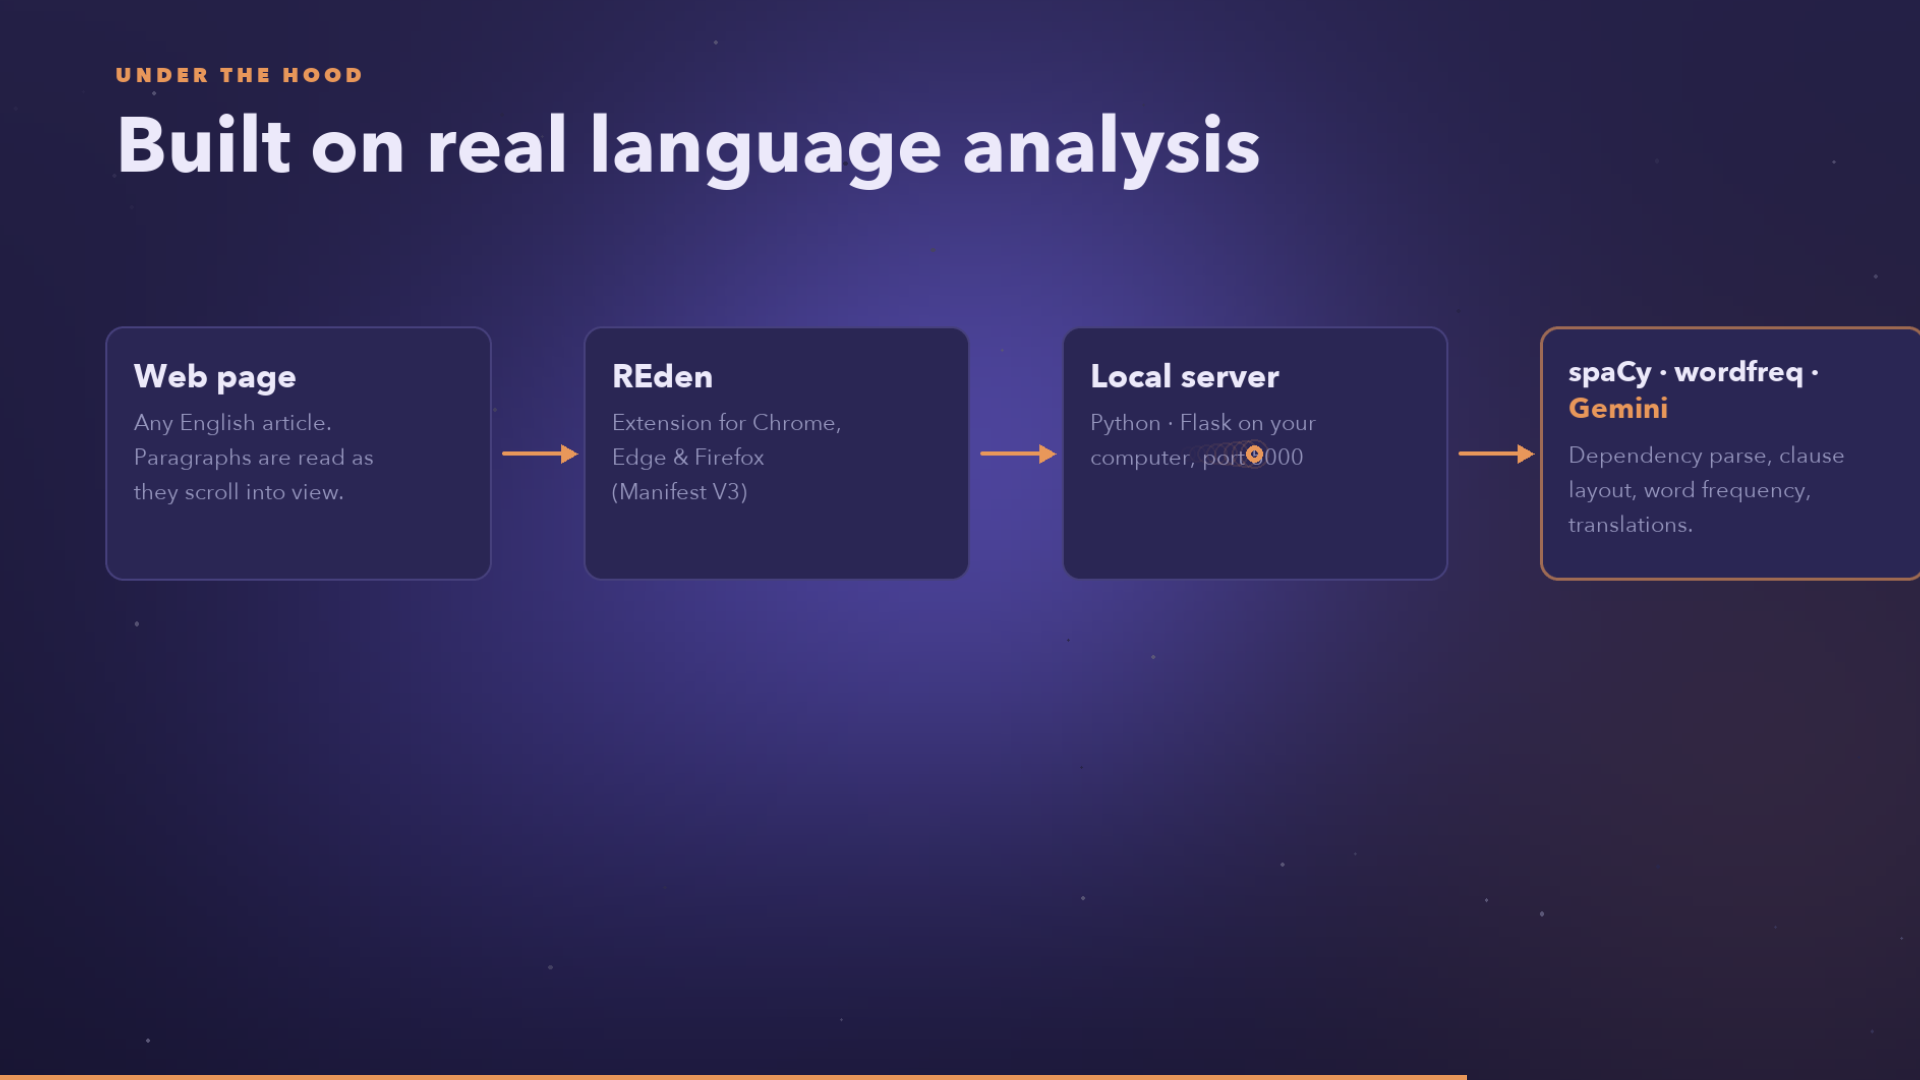 UNDER THE HOOD
Built on real language analysis
Web page
Any English article.
Paragraphs are read as
they scroll into view.
REden
Extension for Chrome,
Edge & Firefox
(Manifest V3)
Local server
Python · Flask on your
computer, port
spaCy · wordfreq ·
Gemini
Dependency parse, clause
layout, word frequency,
translations.